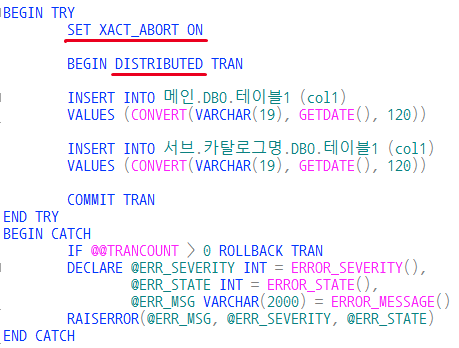 BEGIN TRY
SET XACT_ABORT ON
BEGIN DISTRIBUTED TRAN
INSERT INTO 메인.DBO.테이블1 (col1)
VALUES (CONVERT(VARCHAR(19), GETDATE(), 120))
INSERT INTO 서브.카탈로그명.DBO.테이블1 (col1)
VALUES (CONVERT(VARCHAR(19), GETDATE(), 120))
COMMIT TRAN
END TRY
BEGIN CATCH
IF @@TRANCOUNT > 0 ROLLBACK TRAN
DECLARE @ERR_SEVERITY INT = ERROR_SEVERITY(),
@ERR_STATE INT = ERROR_STATE(),
@ERR_MSG VARCHAR(2000) = ERROR_MESSAGE()
RAISERROR(@ERR_MSG, @ERR_SEVERITY, @ERR_STATE)
END CATCH